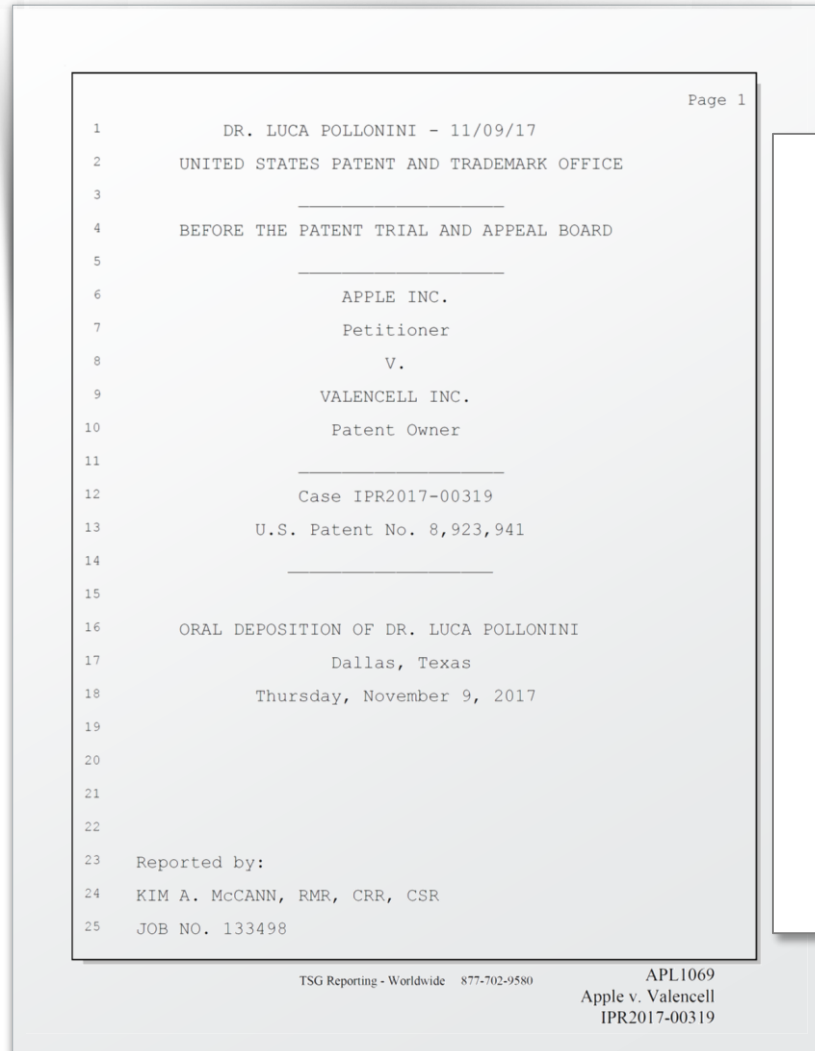 Page 1
1 DR. LUCA POLLONINI - 11/09/17
2 UNITED STATES PATENT AND TRADEMARK OFFICE
3 ___________________
4 BEFORE THE PATENT TRIAL AND APPEAL BOARD
5 ___________________
6 APPLE INC.
7 Petitioner
8 V.
9 VALENCELL INC.
10 Patent Owner
11 ___________________
12 Case IPR2017-00319
13 U.S. Patent No. 8,923,941
14 ___________________
15
16 ORAL DEPOSITION OF DR. LUCA POLLONINI
17 Dallas, Texas
18 Thursday, November 9, 2017
19
20
21
22
23 Reported by:
24 KIM A. McCANN, RMR, CRR, CSR
25 JOB NO. 133498
TSG Reporting - Worldwide 877-702-9580
APL1069
Apple v. Valencell
IPR2017-00319